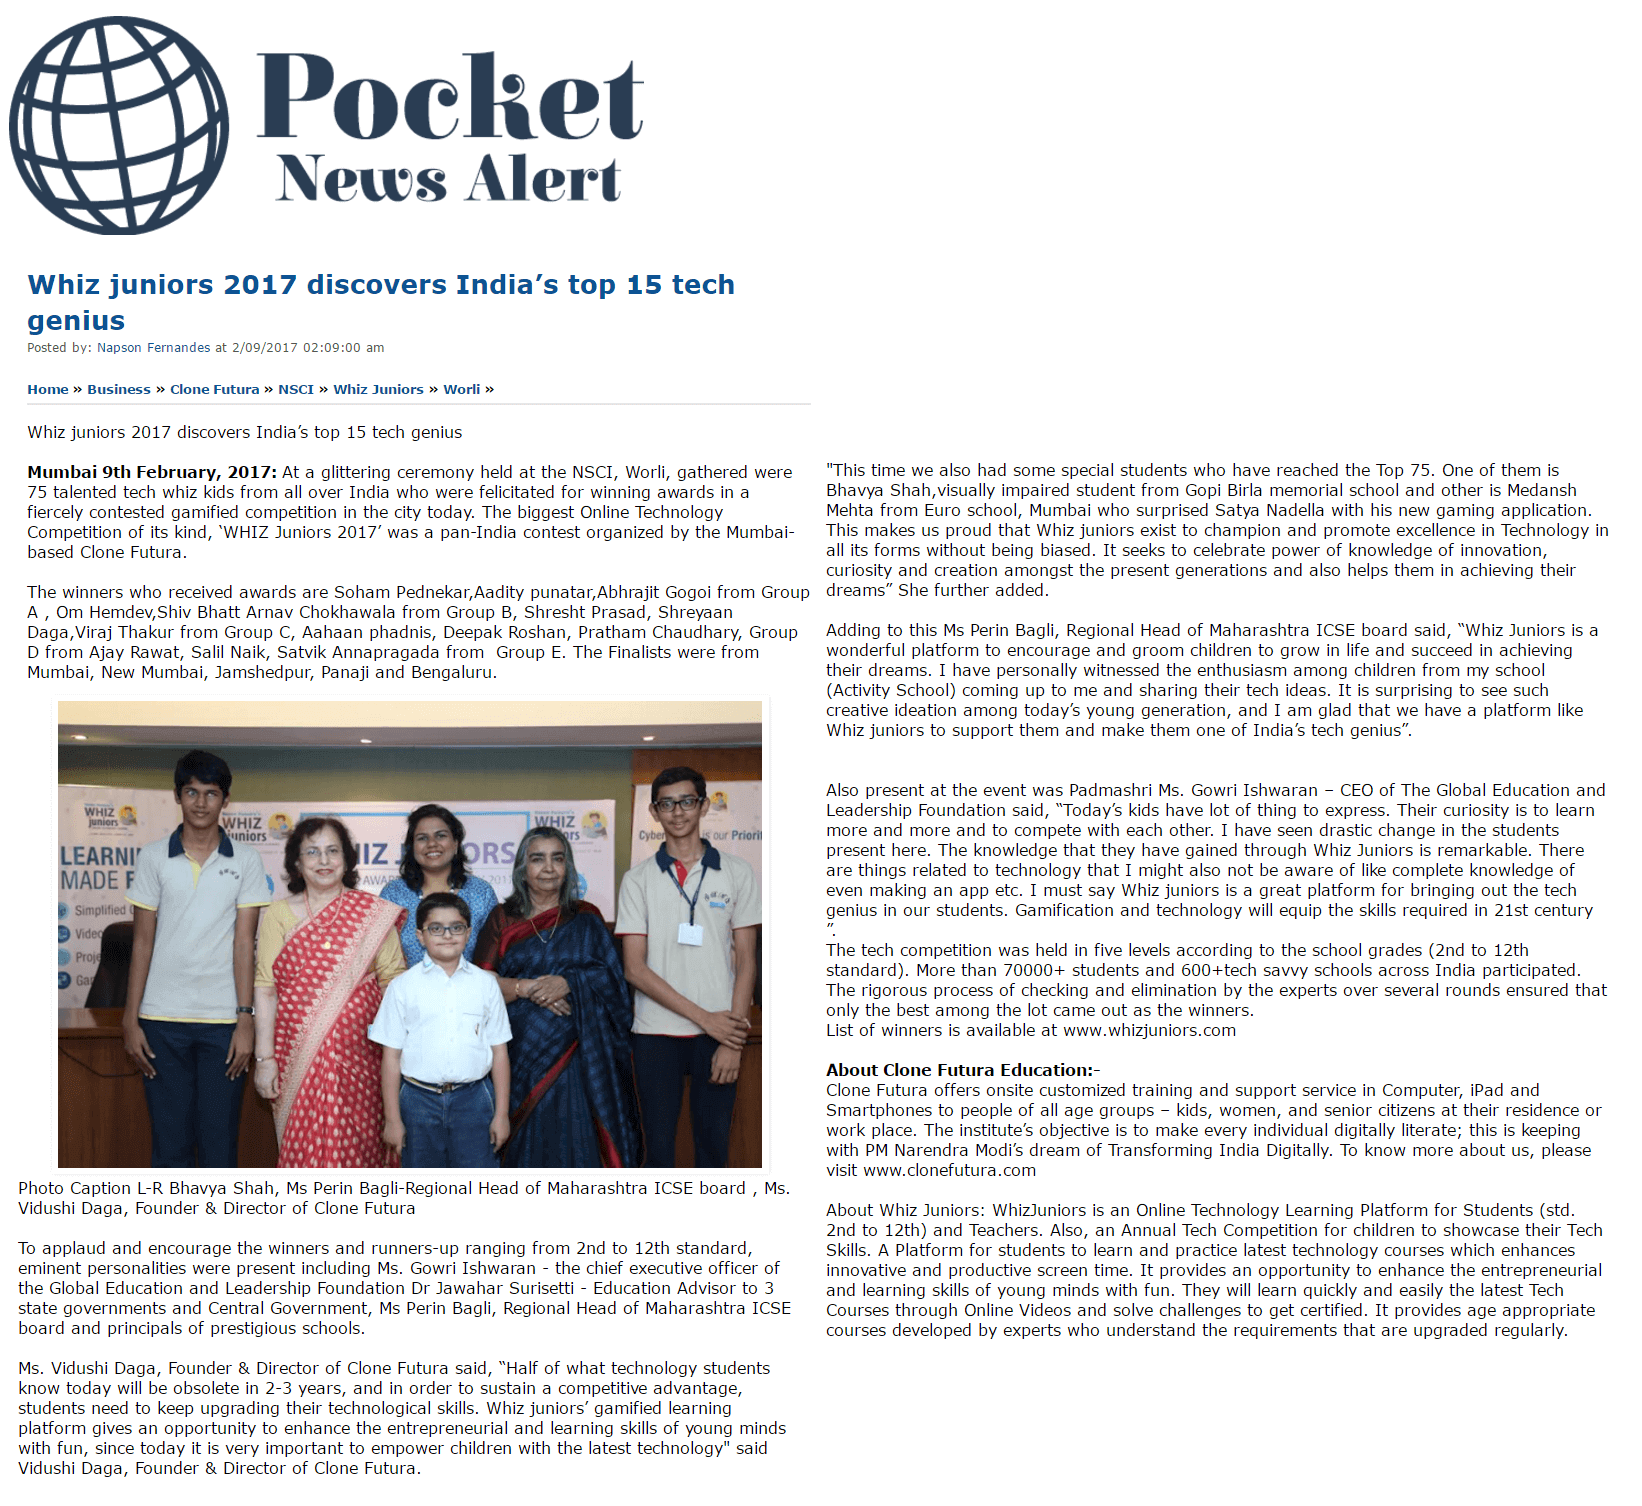 Pocket
News Alert
Whiz juniors 2017 discovers India’s top 15 tech
genius
Posted by: Napson Fernandes at 2/09/2017 02:09:00 am
Home » Business » Clone Futura » NSCI » Whiz Juniors » Worli »
Whiz juniors 2017 discovers India’s top 15 tech genius
Mumbai 9th February, 2017: At a glittering ceremony held at the NSCI, Worli, gathered were
75 talented tech whiz kids from all over India who were felicitated for winning awards in a
fiercely contested gamified competition in the city today. The biggest Online Technology
Competition of its kind, ‘WHIZ Juniors 2017’ was a pan-India contest organized by the Mumbai-
based Clone Futura.
The winners who received awards are Soham Pednekar,Aadity punatar,Abhrajit Gogoi from Group
A , Om Hemdev,Shiv Bhatt Arnav Chokhawala from Group B, Shresht Prasad, Shreyaan
Daga,Viraj Thakur from Group C, Aahaan phadnis, Deepak Roshan, Pratham Chaudhary, Group
D from Ajay Rawat, Salil Naik, Satvik Annapragada from  Group E. The Finalists were from
Mumbai, New Mumbai, Jamshedpur, Panaji and Bengaluru.
WHIZ
juniors
LEARNI
MADE F
Simplified
Video
Proje
Ga
WHIZ
juniors
IZ J ORS
AWAR 2017
WHIZ
juniors
Cyber is our Priorit
Photo Caption L-R Bhavya Shah, Ms Perin Bagli-Regional Head of Maharashtra ICSE board , Ms.
Vidushi Daga, Founder & Director of Clone Futura
To applaud and encourage the winners and runners-up ranging from 2nd to 12th standard,
eminent personalities were present including Ms. Gowri Ishwaran - the chief executive officer of
the Global Education and Leadership Foundation Dr Jawahar Surisetti - Education Advisor to 3
state governments and Central Government, Ms Perin Bagli, Regional Head of Maharashtra ICSE
board and principals of prestigious schools.
Ms. Vidushi Daga, Founder & Director of Clone Futura said, “Half of what technology students
know today will be obsolete in 2-3 years, and in order to sustain a competitive advantage,
students need to keep upgrading their technological skills. Whiz juniors’ gamified learning
platform gives an opportunity to enhance the entrepreneurial and learning skills of young minds
with fun, since today it is very important to empower children with the latest technology" said
Vidushi Daga, Founder & Director of Clone Futura.
"This time we also had some special students who have reached the Top 75. One of them is
Bhavya Shah,visually impaired student from Gopi Birla memorial school and other is Medansh
Mehta from Euro school, Mumbai who surprised Satya Nadella with his new gaming application.
This makes us proud that Whiz juniors exist to champion and promote excellence in Technology in
all its forms without being biased. It seeks to celebrate power of knowledge of innovation,
curiosity and creation amongst the present generations and also helps them in achieving their
dreams” She further added.
Adding to this Ms Perin Bagli, Regional Head of Maharashtra ICSE board said, “Whiz Juniors is a
wonderful platform to encourage and groom children to grow in life and succeed in achieving
their dreams. I have personally witnessed the enthusiasm among children from my school
(Activity School) coming up to me and sharing their tech ideas. It is surprising to see such
creative ideation among today’s young generation, and I am glad that we have a platform like
Whiz juniors to support them and make them one of India’s tech genius”.
Also present at the event was Padmashri Ms. Gowri Ishwaran – CEO of The Global Education and
Leadership Foundation said, “Today’s kids have lot of thing to express. Their curiosity is to learn
more and more and to compete with each other. I have seen drastic change in the students
present here. The knowledge that they have gained through Whiz Juniors is remarkable. There
are things related to technology that I might also not be aware of like complete knowledge of
even making an app etc. I must say Whiz juniors is a great platform for bringing out the tech
genius in our students. Gamification and technology will equip the skills required in 21st century
”.
The tech competition was held in five levels according to the school grades (2nd to 12th
standard). More than 70000+ students and 600+tech savvy schools across India participated.
The rigorous process of checking and elimination by the experts over several rounds ensured that
only the best among the lot came out as the winners.
List of winners is available at www.whizjuniors.com
About Clone Futura Education:-
Clone Futura offers onsite customized training and support service in Computer, iPad and
Smartphones to people of all age groups – kids, women, and senior citizens at their residence or
work place. The institute’s objective is to make every individual digitally literate; this is keeping
with PM Narendra Modi’s dream of Transforming India Digitally. To know more about us, please
visit www.clonefutura.com
About Whiz Juniors: WhizJuniors is an Online Technology Learning Platform for Students (std.
2nd to 12th) and Teachers. Also, an Annual Tech Competition for children to showcase their Tech
Skills. A Platform for students to learn and practice latest technology courses which enhances
innovative and productive screen time. It provides an opportunity to enhance the entrepreneurial
and learning skills of young minds with fun. They will learn quickly and easily the latest Tech
Courses through Online Videos and solve challenges to get certified. It provides age appropriate
courses developed by experts who understand the requirements that are upgraded regularly.